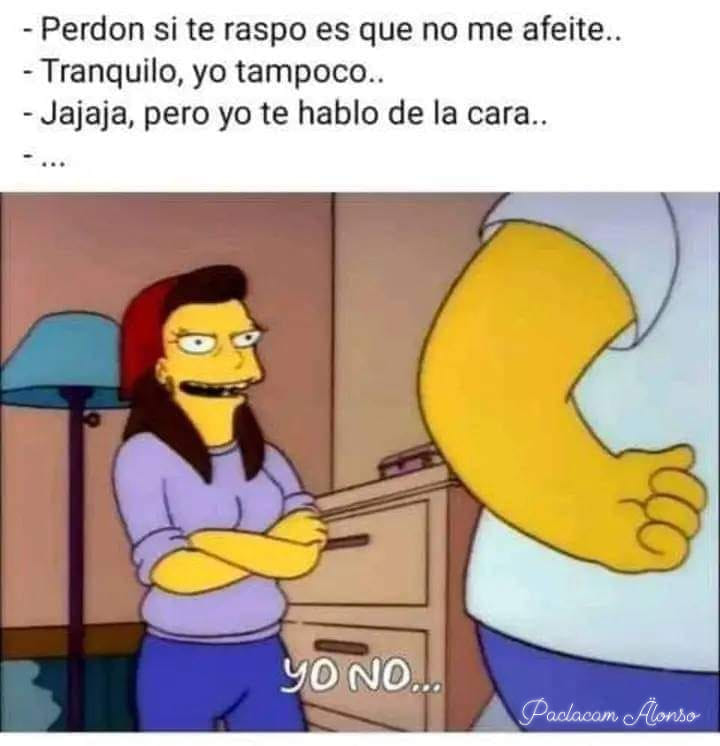 - Perdon si te raspo es que no me afeite..
- Tranquilo, yo tampoco..
- Jajaja, pero yo te hablo de la cara..
- ...
YO NO...
Paclacam Älonso